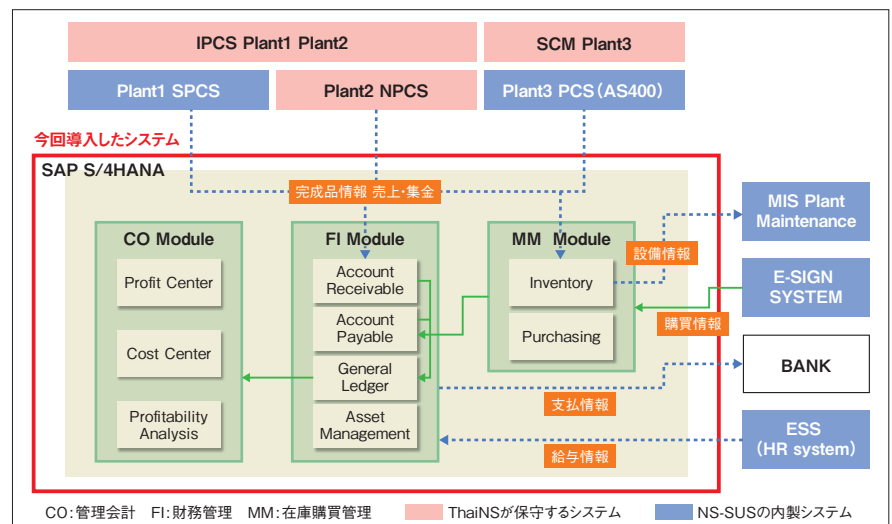 IPCS Plant1 Plant2
SCM Plant3
Plant1 SPCS
Plant2 NPCS
Plant3 PCS(AS400)
今回導入したシステム
SAP S/4HANA
完成品情報 売上・集金
MIS Plant
Maintenance
CO Module
FI Module
MM Module
設備情報
Profit Center
Account
Receivable
Inventory
E-SIGN
SYSTEM
購買情報
Cost Center
Account
Payable
Purchasing
General
Ledger
BANK
支払情報
Profitability
Analysis
Asset
Management
給与情報
ESS
(HR system)
CO:管理会計 FI:財務管理 MM:在庫購買管理 ThaiNSが保守するシステム NS-SUSの内製システム